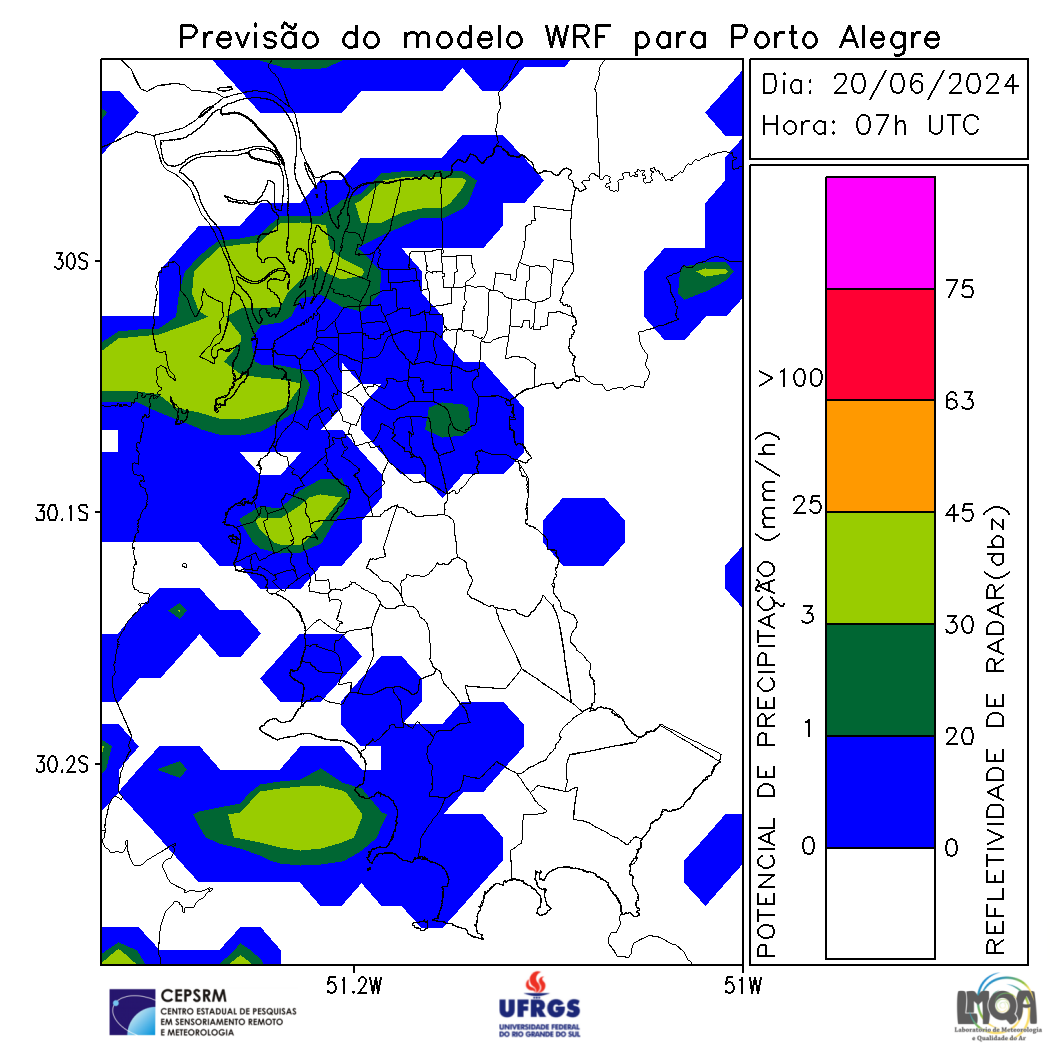 Previsão do modelo WRF para Porto Alegre
Dia: 20/06/2024
Hora: 07h UTC
30S
30.1S
30.2S
51.2W
51W
POTENCIAL DE PRECIPITAÇÃO (mm/h)
>100
25
3
1
0
75
63
45
30
20
0
REFLETIVIDADE DE RADAR(dbz)
CEPSRM
CENTRO ESTADUAL DE PESQUISAS
EM SENSORIAMENTO REMOTO
E METEOROLOGIA
UFRGS
UNIVERSIDADE FEDERAL
DO RIO GRANDE DO SUL
LMQA
Laboratório de Meteorologia
e Qualidade do Ar